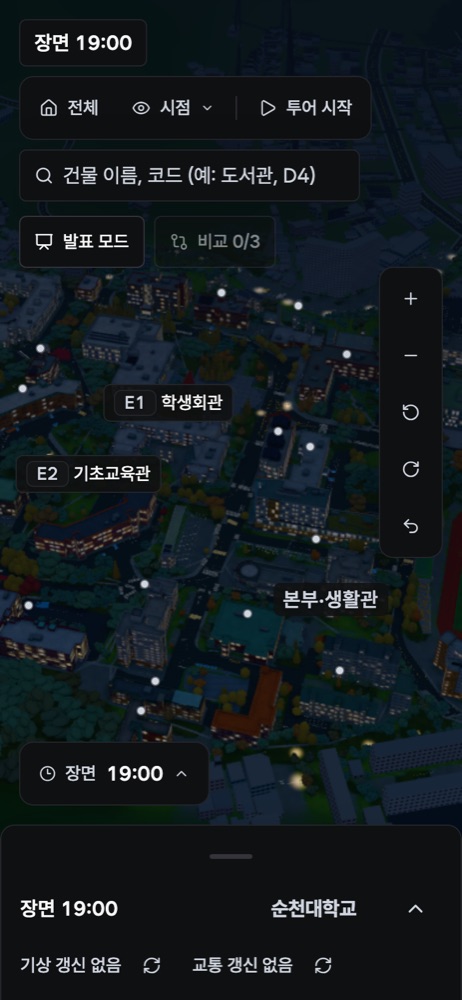 장면 19:00
전체 시점 투어 시작
건물 이름, 코드 (예: 도서관, D4)
발표 모드 비교 0/3
E1 학생회관
E2 기초교육관
본부·생활관
장면 19:00
장면 19:00 순천대학교
기상 갱신 없음 교통 갱신 없음